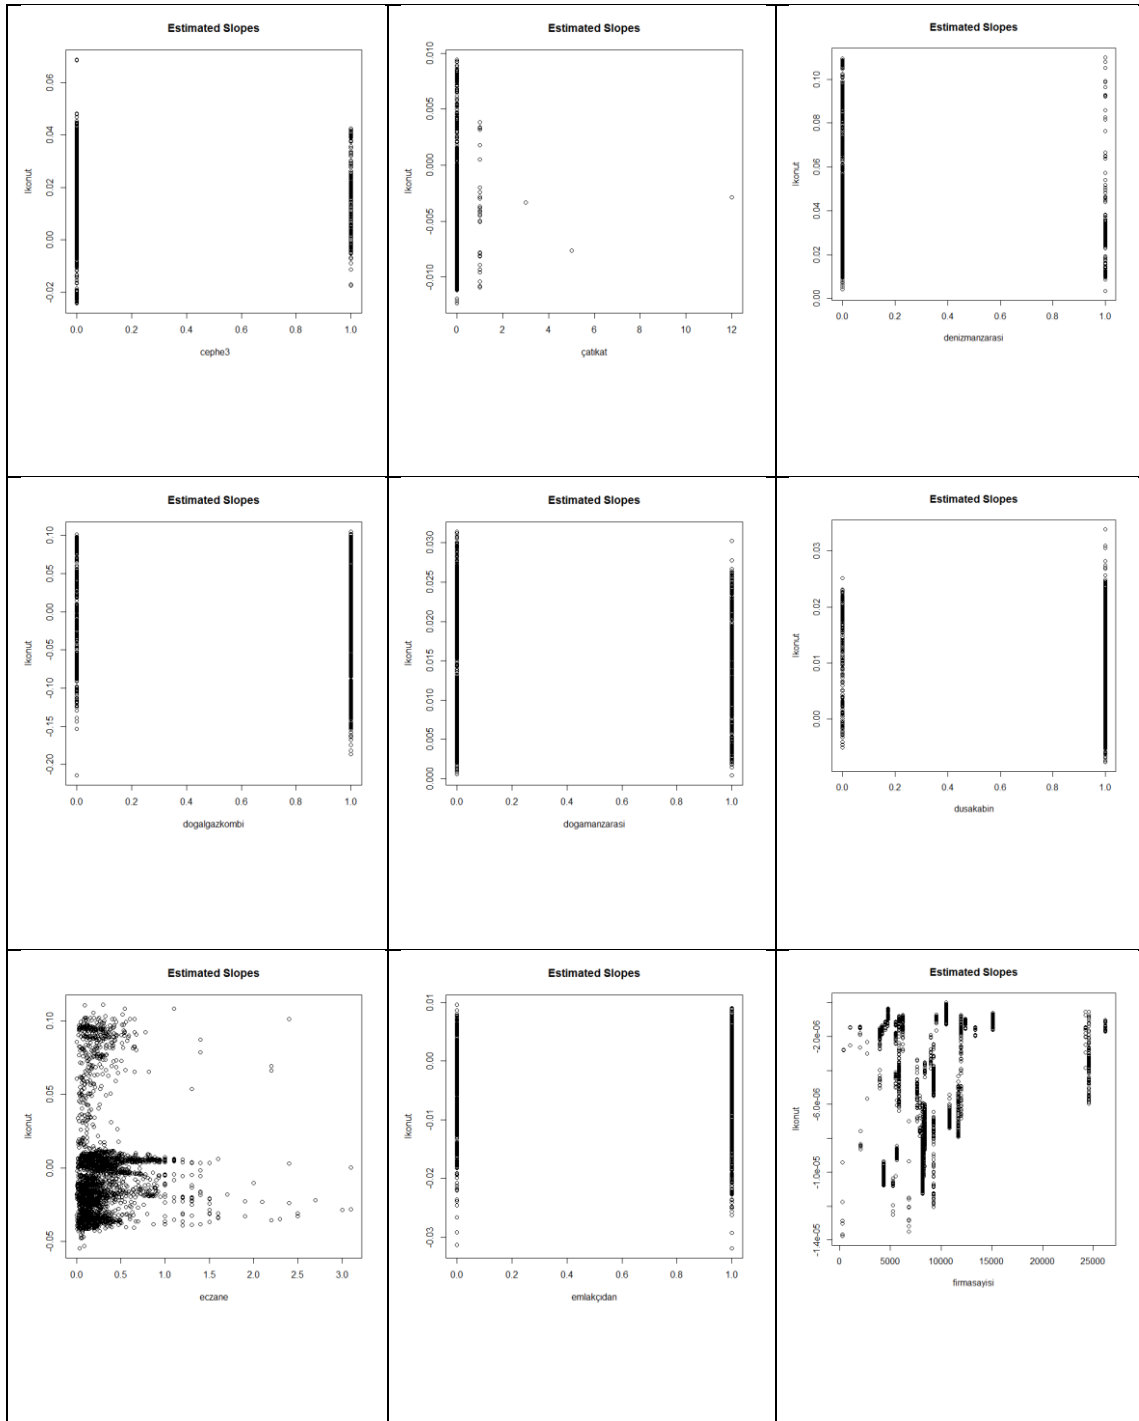 Estimated Slopes
lkonut
0.06
0.04
0.02
0.00
-0.02
0.0 0.2 0.4 0.6 0.8 1.0
cephe3
Estimated Slopes
lkonut
0.010
0.005
0.000
-0.005
-0.010
0 2 4 6 8 10 12
çatıkat
Estimated Slopes
lkonut
0.10
0.08
0.06
0.04
0.02
0.00
0.0 0.2 0.4 0.6 0.8 1.0
denizmanzarasi
Estimated Slopes
lkonut
0.10
0.05
0.00
-0.05
-0.10
-0.15
-0.20
0.0 0.2 0.4 0.6 0.8 1.0
dogalgazkombi
Estimated Slopes
lkonut
0.030
0.025
0.020
0.015
0.010
0.005
0.000
0.0 0.2 0.4 0.6 0.8 1.0
dogamanzarasi
Estimated Slopes
lkonut
0.03
0.02
0.01
0.00
0.0 0.2 0.4 0.6 0.8 1.0
dusakabin
Estimated Slopes
lkonut
0.10
0.05
0.00
-0.05
0.0 0.5 1.0 1.5 2.0 2.5 3.0
eczane
Estimated Slopes
lkonut
0.01
0.00
-0.01
-0.02
-0.03
0.0 0.2 0.4 0.6 0.8 1.0
emlakçıdan
Estimated Slopes
lkonut
-2.0e-06
-6.0e-06
-1.0e-05
-1.4e-05
0 5000 10000 15000 20000 25000
firmasayisi